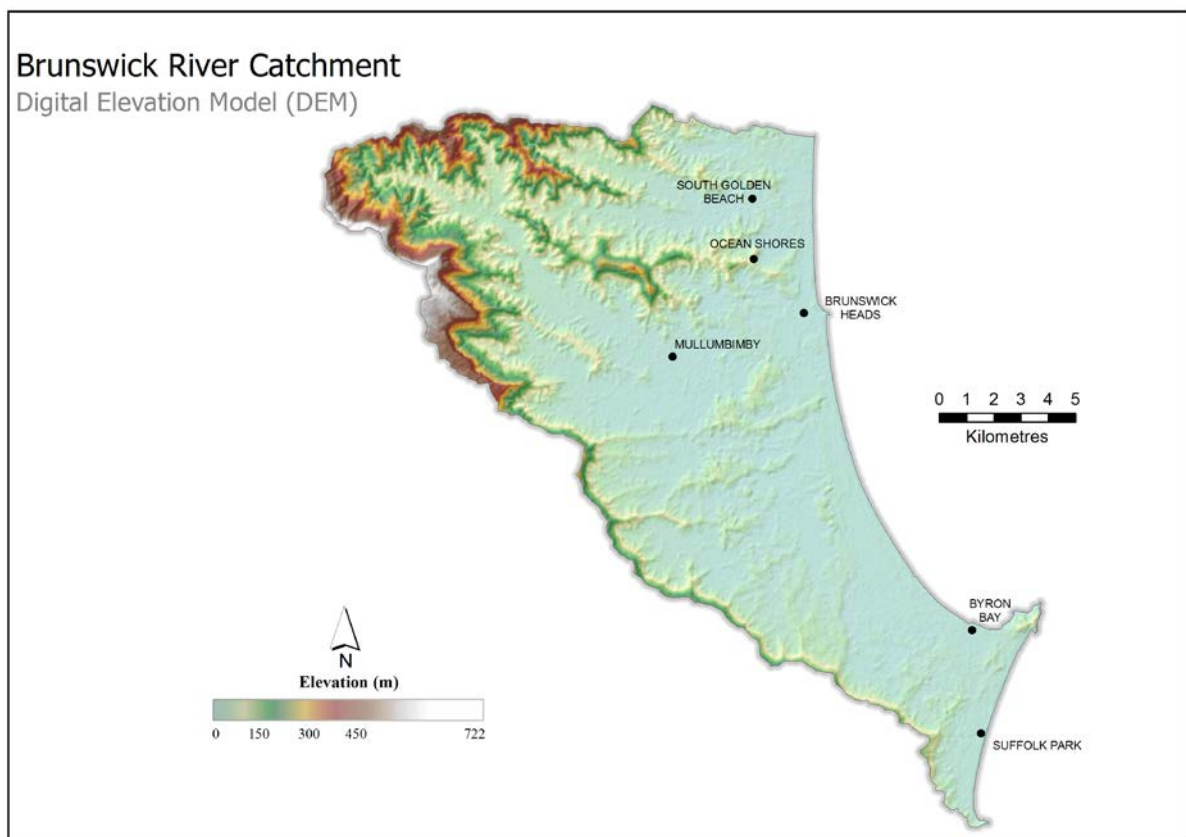 Brunswick River Catchment
Digital Elevation Model (DEM)
SOUTH GOLDEN
BEACH
OCEAN SHORES
BRUNSWICK
HEADS
MULLUMBIMBY
0 1 2 3 4 5
Kilometres
BYRON
BAY
N
Elevation (m)
0 150 300 450 722
SUFFOLK PARK